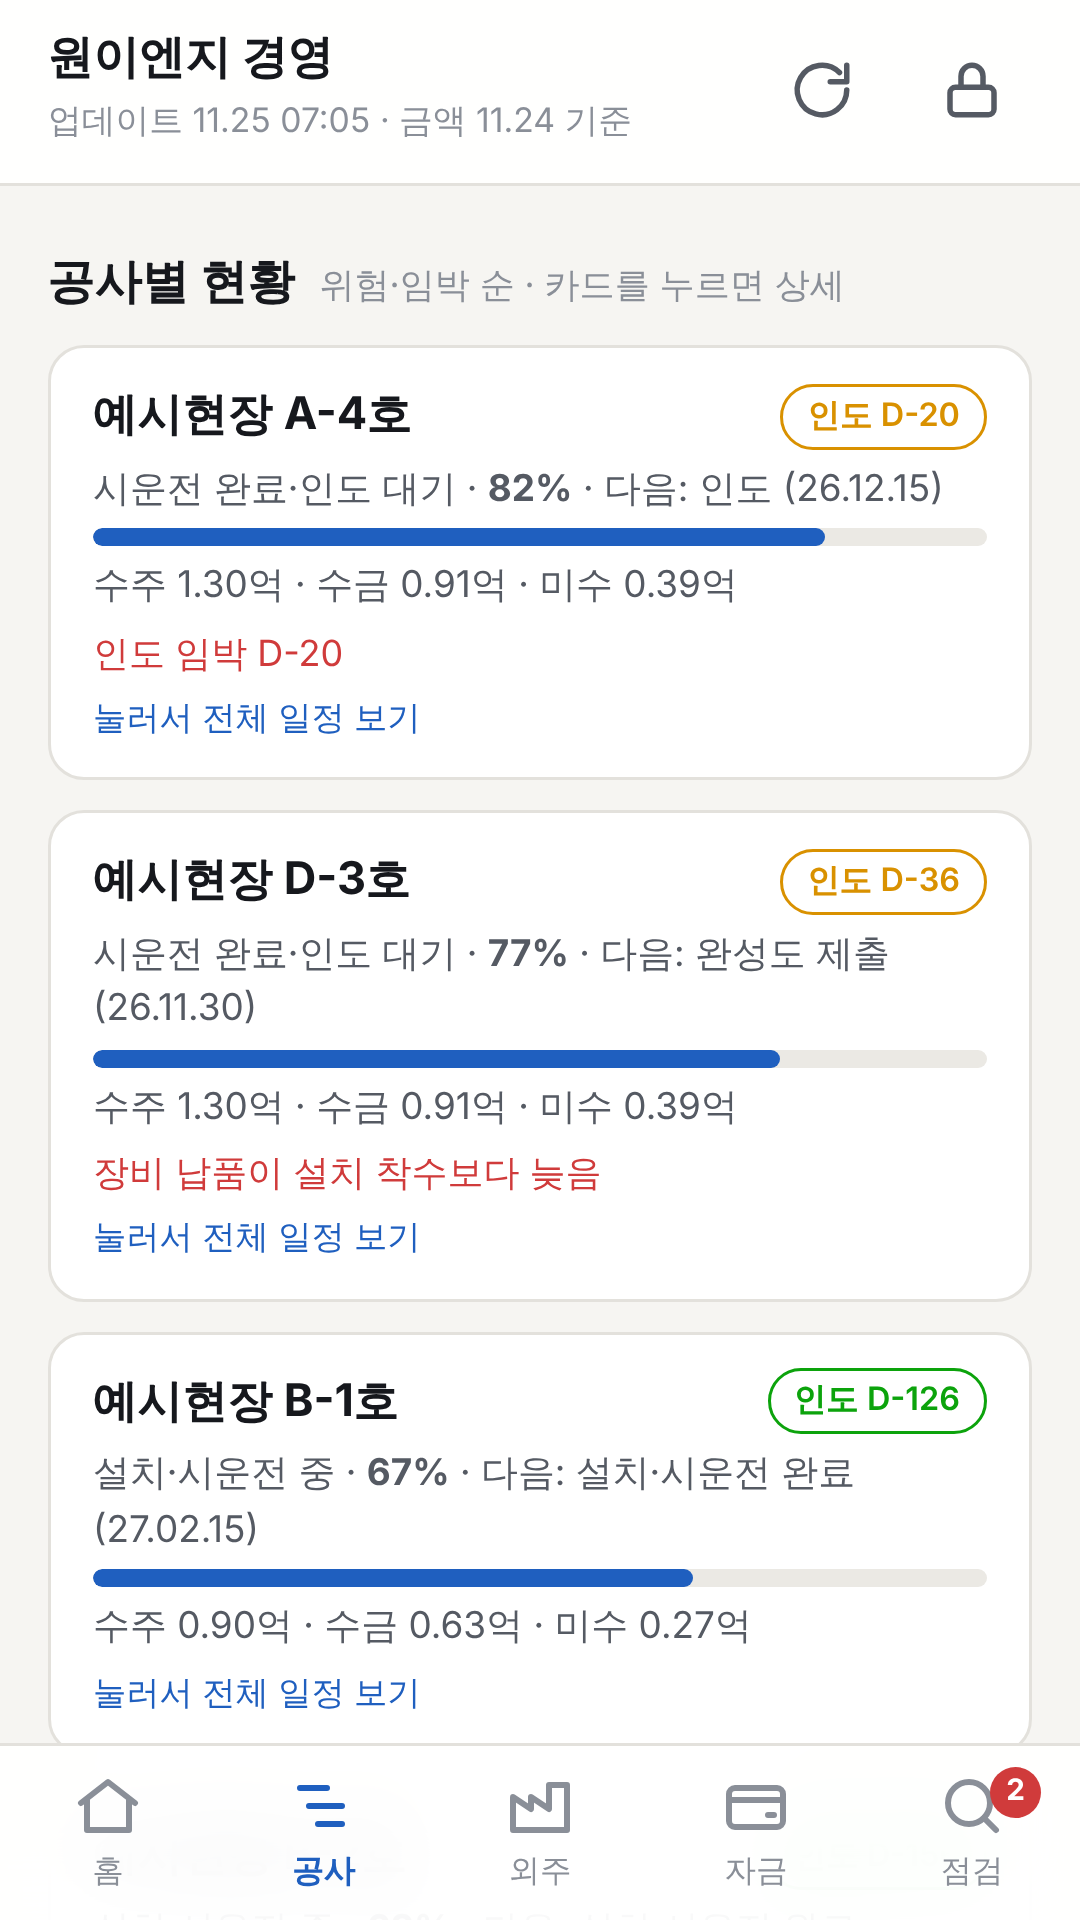 원이엔지 경영
업데이트 11.25 07:05 · 금액 11.24 기준
공사별 현황 위험·임박 순 · 카드를 누르면 상세
예시현장 A-4호 인도 D-20
시운전 완료·인도 대기 · 82% · 다음: 인도 (26.12.15)
수주 1.30억 · 수금 0.91억 · 미수 0.39억
인도 임박 D-20
눌러서 전체 일정 보기
예시현장 D-3호 인도 D-36
시운전 완료·인도 대기 · 77% · 다음: 완성도 제출
(26.11.30)
수주 1.30억 · 수금 0.91억 · 미수 0.39억
장비 납품이 설치 착수보다 늦음
눌러서 전체 일정 보기
예시현장 B-1호 인도 D-126
설치·시운전 중 · 67% · 다음: 설치·시운전 완료
(27.02.15)
수주 0.90억 · 수금 0.63억 · 미수 0.27억
눌러서 전체 일정 보기
2
홈 공사 외주 자금 점검